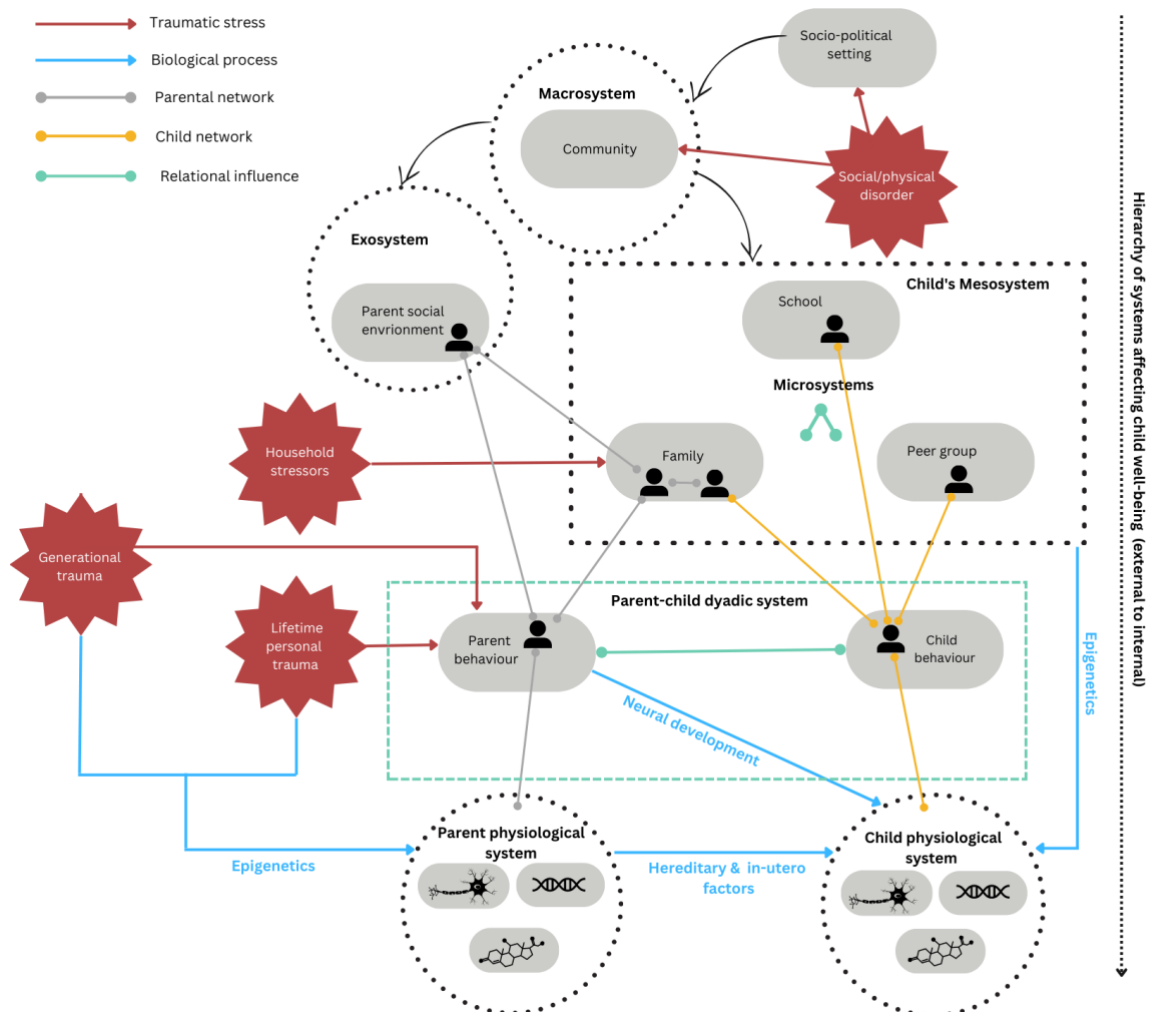 Traumatic stress
Biological process
Parental network
Child network
Relational influence
Socio-political
setting
Macrosystem
Community
Social/physical
disorder
Exosystem
Parent social
envrionment
Child's Mesosystem
School
Microsystems
Family
Peer group
Household
stressors
Generational
trauma
Lifetime
personal
trauma
Parent-child dyadic system
Parent
behaviour
Child
behaviour
Neural development
Epigenetics
Hierarchy of systems affecting child well-being (external to internal)
Parent physiological
system
Child physiological
system
Epigenetics
Hereditary & in-utero
factors